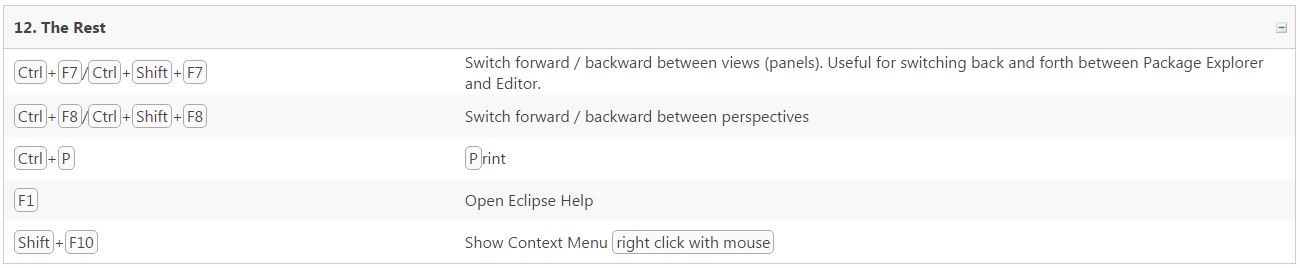 12. The Rest
Ctrl+F7/Ctrl+Shift+F7
Switch forward / backward between views (panels). Useful for switching back and forth between Package Explorer
and Editor.
Ctrl+F8/Ctrl+Shift+F8
Switch forward / backward between perspectives
Ctrl+P
Print
F1
Open Eclipse Help
Shift+F10
Show Context Menu right click with mouse